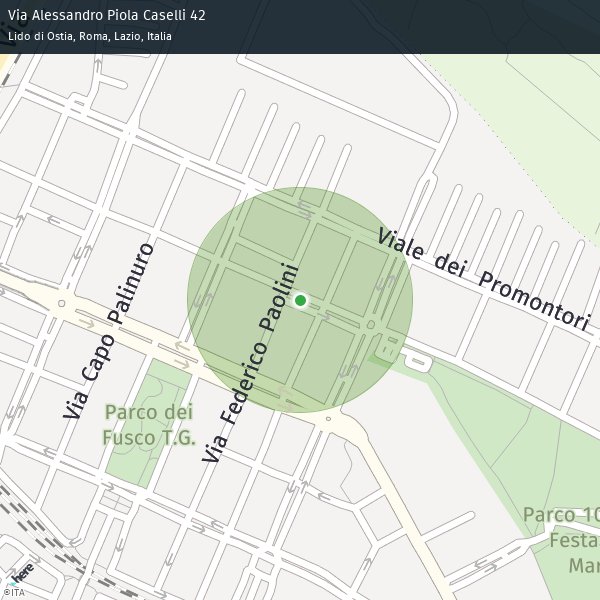 Via Alessandro Piola Caselli 42
Lido di Ostia, Roma, Lazio, Italia
Viale dei Promontori
Via Capo Palinuro
Via Federico Paolini
Parco dei
Fusco T.G.
Parco 10
Festa
Mar
here
©ITA